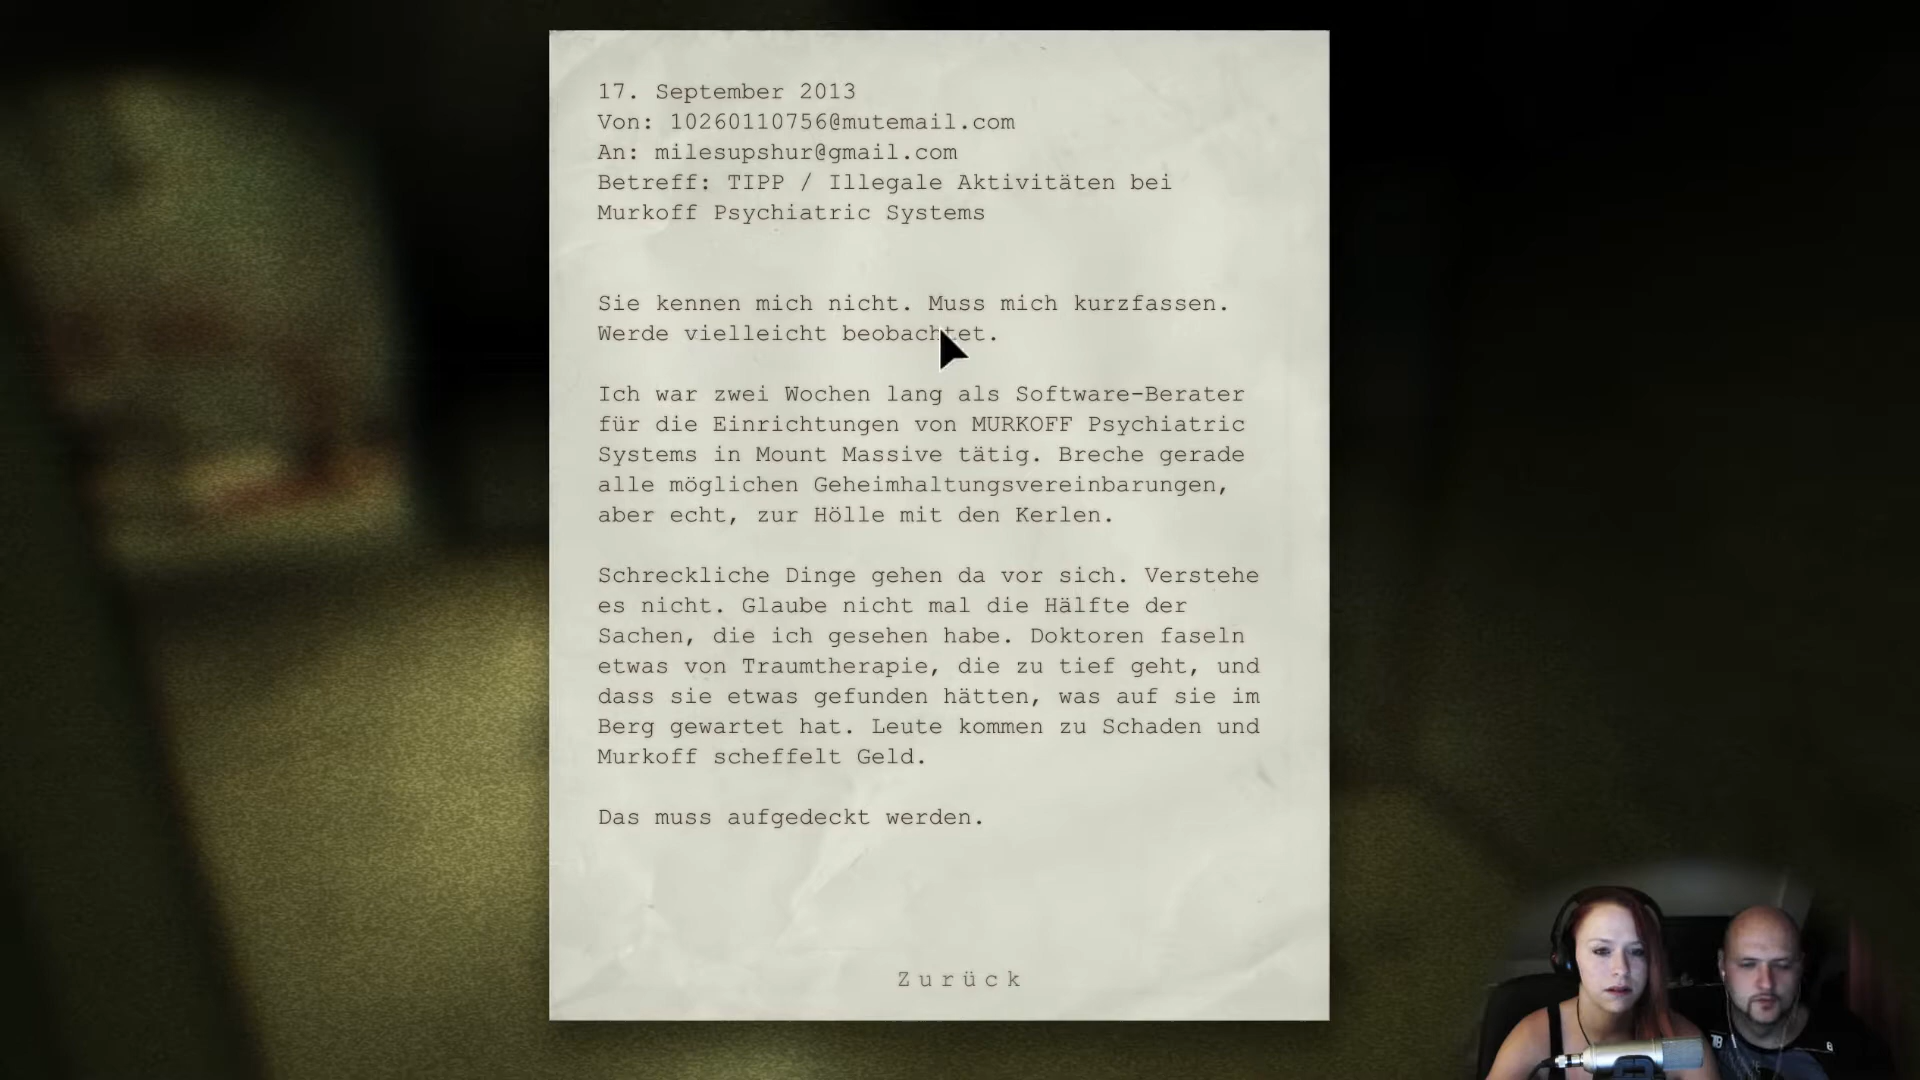 17. September 2013
Von: 10260110756@mutemail.com
An: milesupshur@gmail.com
Betreff: TIPP / Illegale Aktivitäten bei
Murkoff Psychiatric Systems
Sie kennen mich nicht. Muss mich kurzfassen.
Werde vielleicht beobachtet.
Ich war zwei Wochen lang als Software-Berater
für die Einrichtungen von MURKOFF Psychiatric
Systems in Mount Massive tätig. Breche gerade
alle möglichen Geheimhaltungsvereinbarungen,
aber echt, zur Hölle mit den Kerlen.
Schreckliche Dinge gehen da vor sich. Verstehe
es nicht. Glaube nicht mal die Hälfte der
Sachen, die ich gesehen habe. Doktoren faseln
etwas von Traumtherapie, die zu tief geht, und
dass sie etwas gefunden hätten, was auf sie im
Berg gewartet hat. Leute kommen zu Schaden und
Murkoff scheffelt Geld.
Das muss aufgedeckt werden.
Zurück